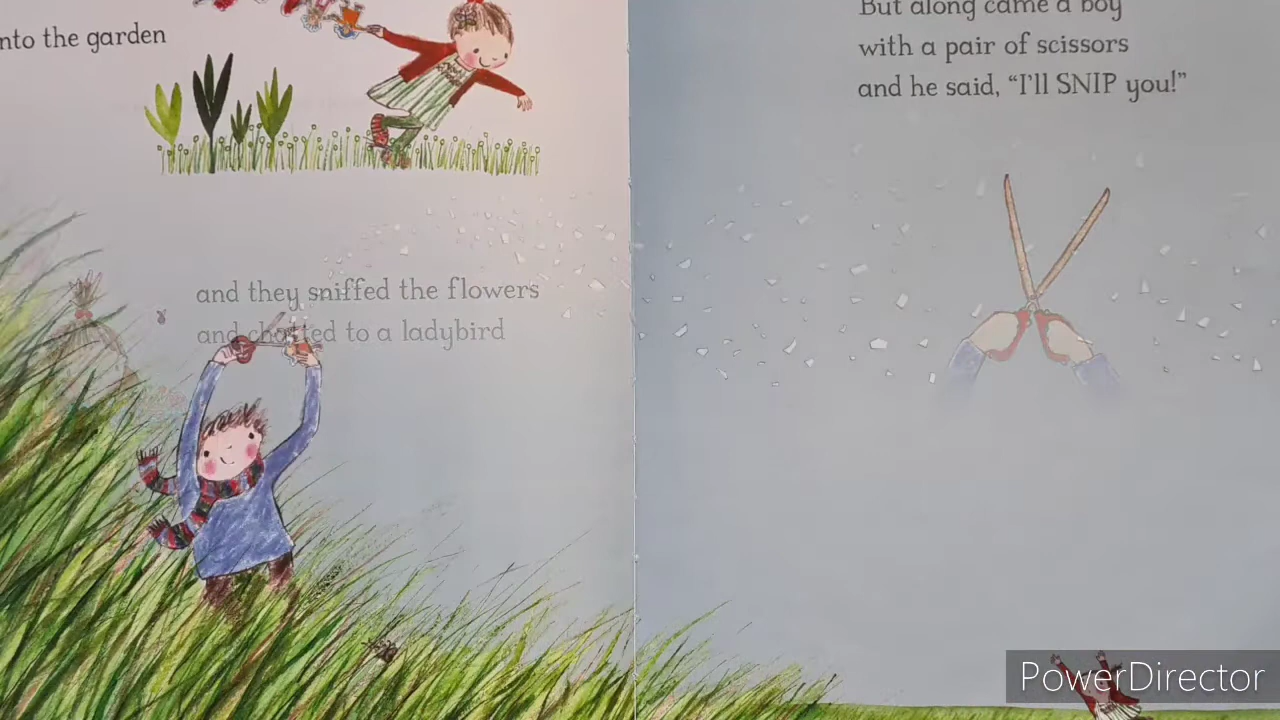 nto the garden
and they sniffed the flowers
and chatted to a ladybird
But along came a boy
with a pair of scissors
and he said, “I'll SNIP you!”
PowerDirector